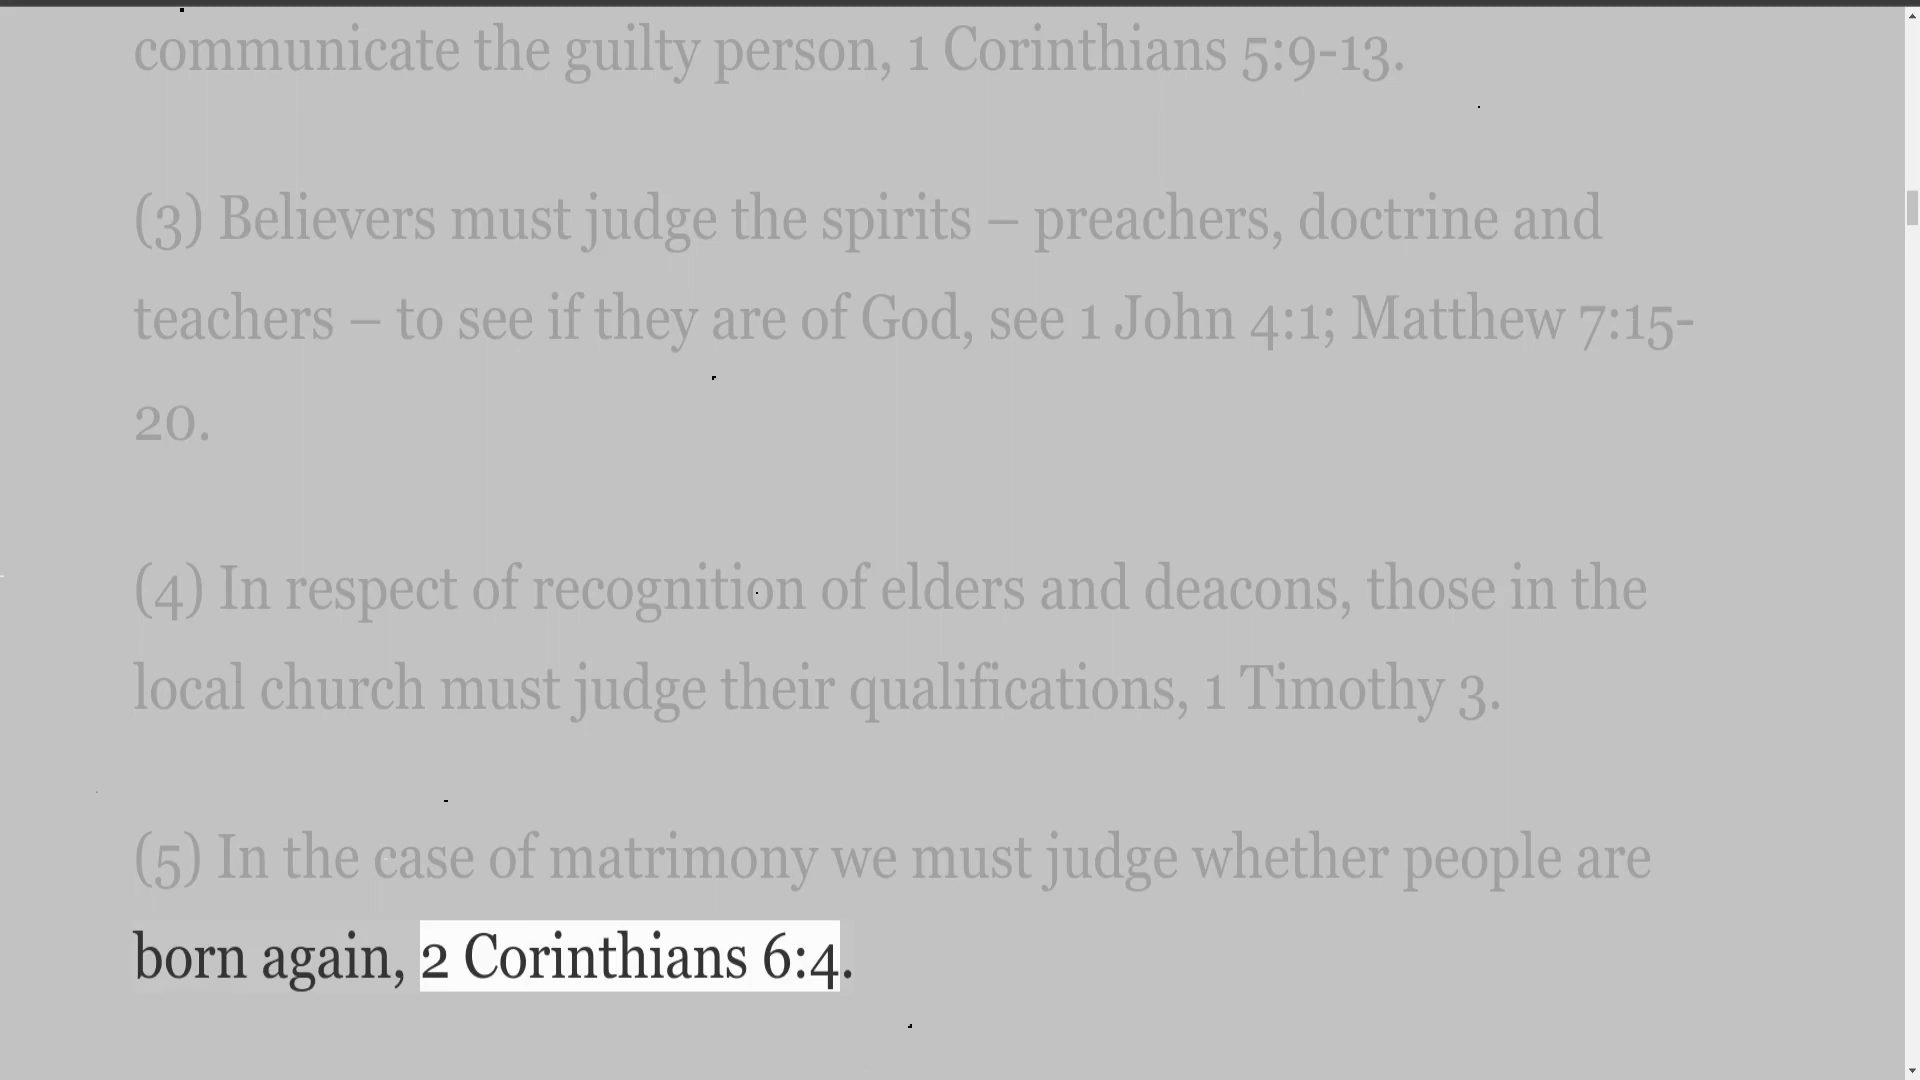 communicate the guilty person, 1 Corinthians 5:9-13.
(3) Believers must judge the spirits – preachers, doctrine and
teachers – to see if they are of God, see 1 John 4:1; Matthew 7:15-
20.
(4) In respect of recognition of elders and deacons, those in the
local church must judge their qualifications, 1 Timothy 3.
(5) In the case of matrimony we must judge whether people are
born again, 2 Corinthians 6:4.